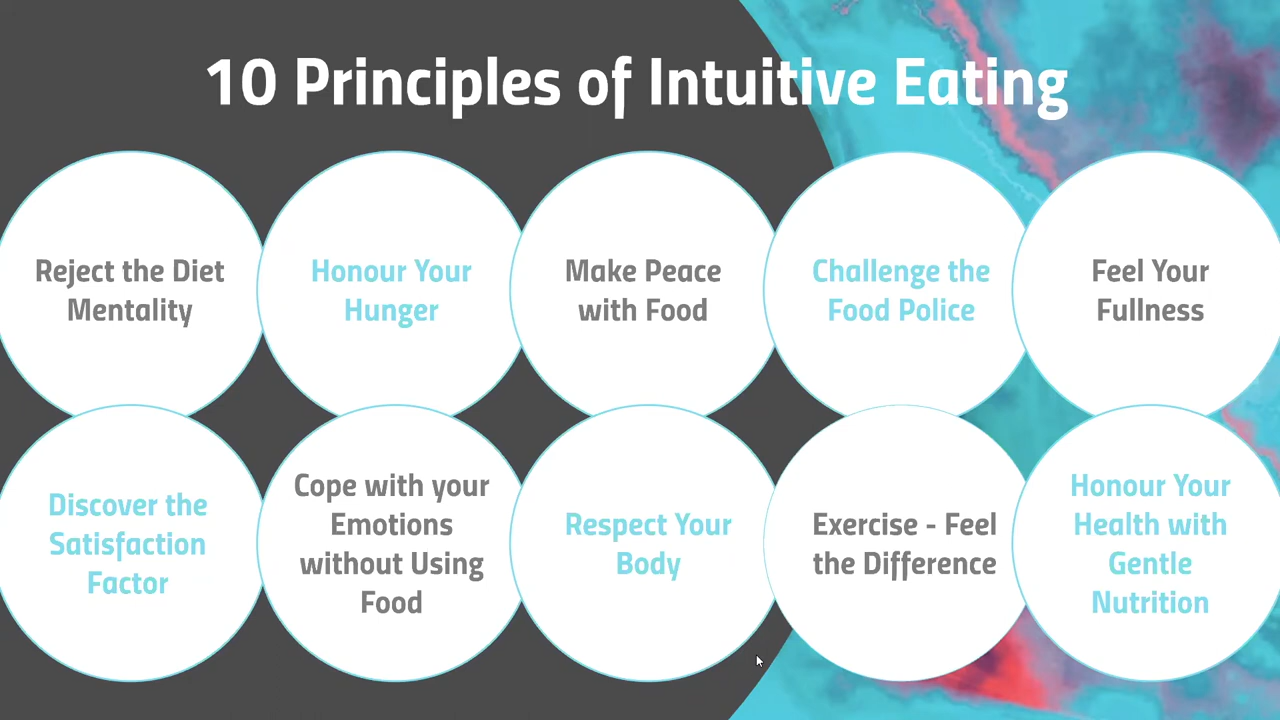 10 Principles of Intuitive Eating
Reject the Diet
Mentality
Honour Your
Hunger
Make Peace
with Food
Challenge the
Food Police
Feel Your
Fullness
Discover the
Satisfaction
Factor
Cope with your
Emotions
without Using
Food
Respect Your
Body
Exercise - Feel
the Difference
Honour Your
Health with
Gentle
Nutrition